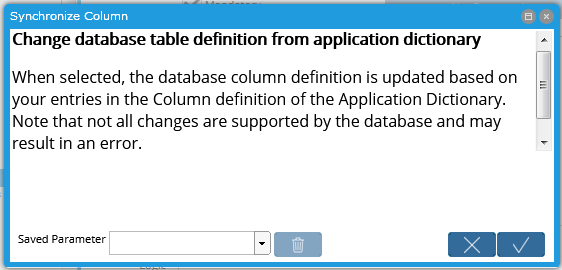 Mandatory
Synchronize Column
Change database table definition from application dictionary
When selected, the database column definition is updated based on
your entries in the Column definition of the Application Dictionary.
Note that not all changes are supported by the database and may
result in an error.
Saved Parameter
Logic